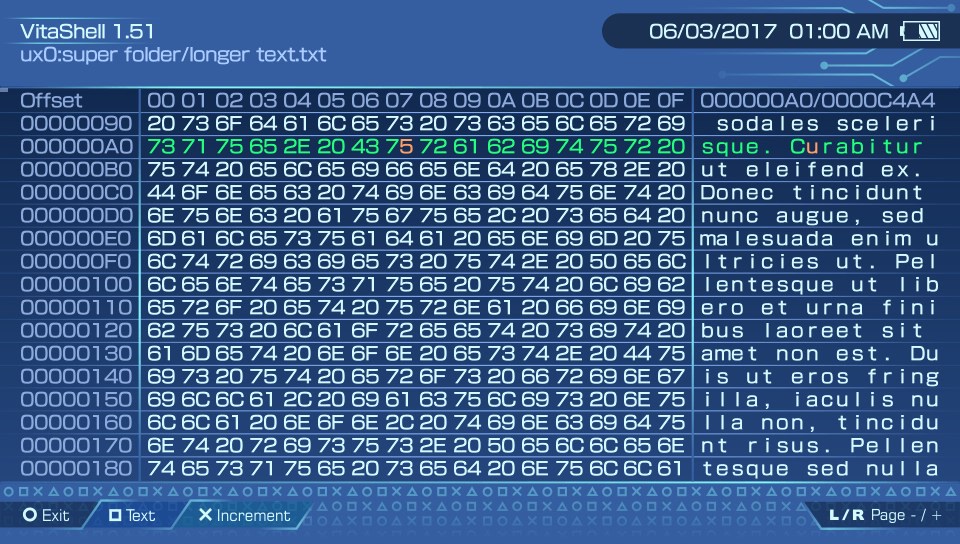 VitaShell 1.51
06/03/2017 01:00 AM
ux0:super folder/longer text.txt
Offset 00 01 02 03 04 05 06 07 08 09 0A 0B 0C 0D 0E 0F 000000A0/0000C4A4
00000090 20 73 6F 64 61 6C 65 73 20 73 63 65 6C 65 72 69 sodales sceleri
000000A0 73 71 75 65 2E 20 43 75 72 61 62 69 74 75 72 20 sque. Curabitur
000000B0 75 74 20 65 6C 65 69 66 65 6E 64 20 65 78 2E 20 ut eleifend ex.
000000C0 44 6F 6E 65 63 20 74 69 6E 63 69 64 75 6E 74 20 Donec tincidunt
000000D0 6E 75 6E 63 20 61 75 67 75 65 2C 20 73 65 64 20 nunc augue, sed
000000E0 6D 61 6C 65 73 75 61 64 61 20 65 6E 69 6D 20 75 malesuada enim u
000000F0 6C 74 72 69 63 69 65 73 20 75 74 2E 20 50 65 6C ltricies ut. Pel
00000100 6C 65 6E 74 65 73 71 75 65 20 75 74 20 6C 69 62 lentesque ut lib
00000110 65 72 6F 20 65 74 20 75 72 6E 61 20 66 69 6E 69 ero et urna fini
00000120 62 75 73 20 6C 61 6F 72 65 65 74 20 73 69 74 20 bus laoreet sit
00000130 61 6D 65 74 20 6E 6F 6E 20 65 73 74 2E 20 44 75 amet non est. Du
00000140 69 73 20 75 74 20 65 72 6F 73 20 66 72 69 6E 67 is ut eros fring
00000150 69 6C 6C 61 2C 20 69 61 63 75 6C 69 73 20 6E 75 illa, iaculis nu
00000160 6C 6C 61 20 6E 6F 6E 2C 20 74 69 6E 63 69 64 75 lla non, tincidu
00000170 6E 74 20 72 69 73 75 73 2E 20 50 65 6C 6C 65 6E nt risus. Pellen
00000180 74 65 73 71 75 65 20 73 65 64 20 6E 75 6C 6C 61 tesque sed nulla
Exit Text Increment L/R Page - / +